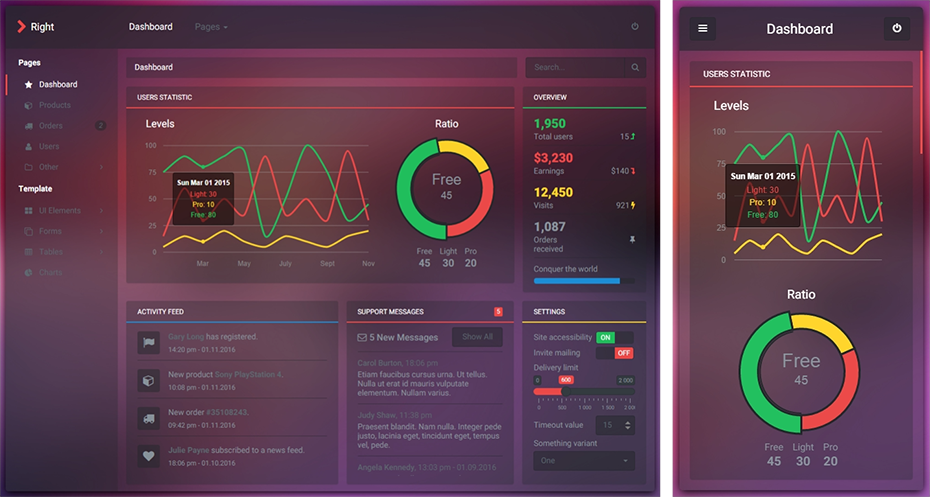 Right
Dashboard
Pages
Pages
Dashboard
Products
Orders 2
Users
Other
Template
UI Elements
Forms
Tables
Charts
Dashboard
Search...
USERS STATISTIC
Levels
100
75
50
25
0
Sun Mar 01 2015
Light: 30
Pro: 10
Free: 80
Mar May July Sept Nov
Ratio
Free
45
Free Light Pro
45 30 20
OVERVIEW
1,950
Total users 15
$3,230
Earnings $140
12,450
Visits 921
1,087
Orders
received
Conquer the world
ACTIVITY FEED
Gary Long has registered.
14:20 pm - 01.11.2016
New product Sony PlayStation 4.
10:08 pm - 01.11.2016
New order #35108243.
09:42 pm - 01.11.2016
Julie Payne subscribed to a news feed.
18:06 pm - 01.10.2016
SUPPORT MESSAGES 5
5 New Messages Show All
Carol Burton, 18:06 pm
Etiam faucibus cursus urna. Ut tellus.
Nulla ut erat id mauris vulputate
elementum. Nullam varius.
Judy Shaw, 11:38 pm
Praesent blandit. Nam nulla. Integer pede
justo, lacinia eget, tincidunt eget, tempus
vel, pede.
Angela Kennedy, 13:03 pm - 01.09.2016
SETTINGS
Site accessibility ON
Invite mailing OFF
Delivery limit
0 600 2 000
0 500 1 000 1 500 2 000
Timeout value 15
Something variant
One
Dashboard
USERS STATISTIC
Levels
100
75
50
25
0
Sun Mar 01 2015
Light: 30
Pro: 10
Free: 80
Ratio
Free
45
Free Light Pro
45 30 20